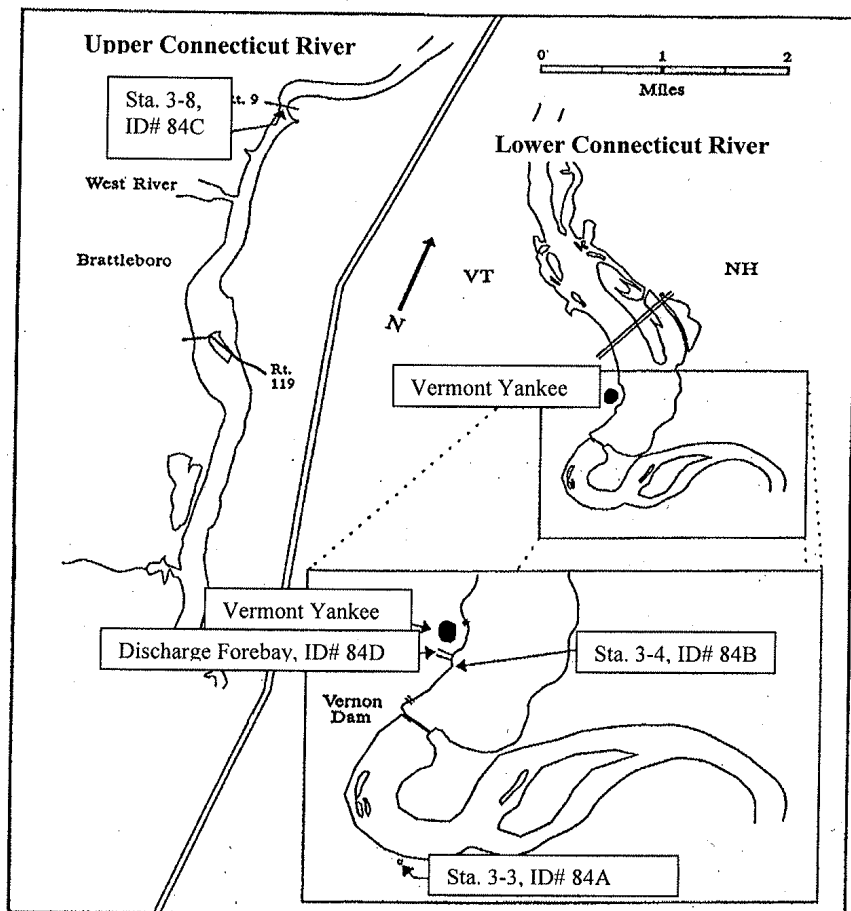 Upper Connecticut River
Sta. 3-8,
ID# 84C
Rt. 9
West River
Brattleboro
Rt.
119
0 1 2
Miles
Lower Connecticut River
VT
NH
N
Vermont Yankee
Vermont Yankee
Discharge Forebay, ID# 84D
Sta. 3-4, ID# 84B
Vernon
Dam
Sta. 3-3, ID# 84A